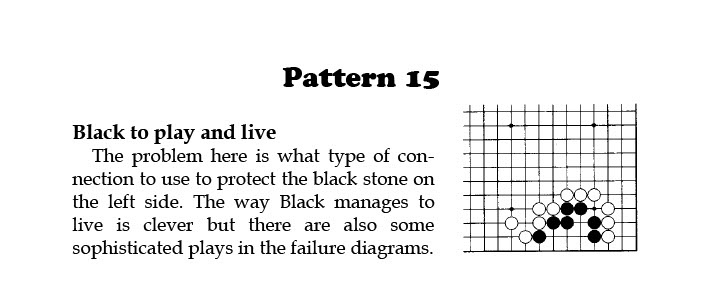 Pattern 15
Black to play and live
The problem here is what type of con-
nection to use to protect the black stone on
the left side. The way Black manages to
live is clever but there are also some
sophisticated plays in the failure diagrams.